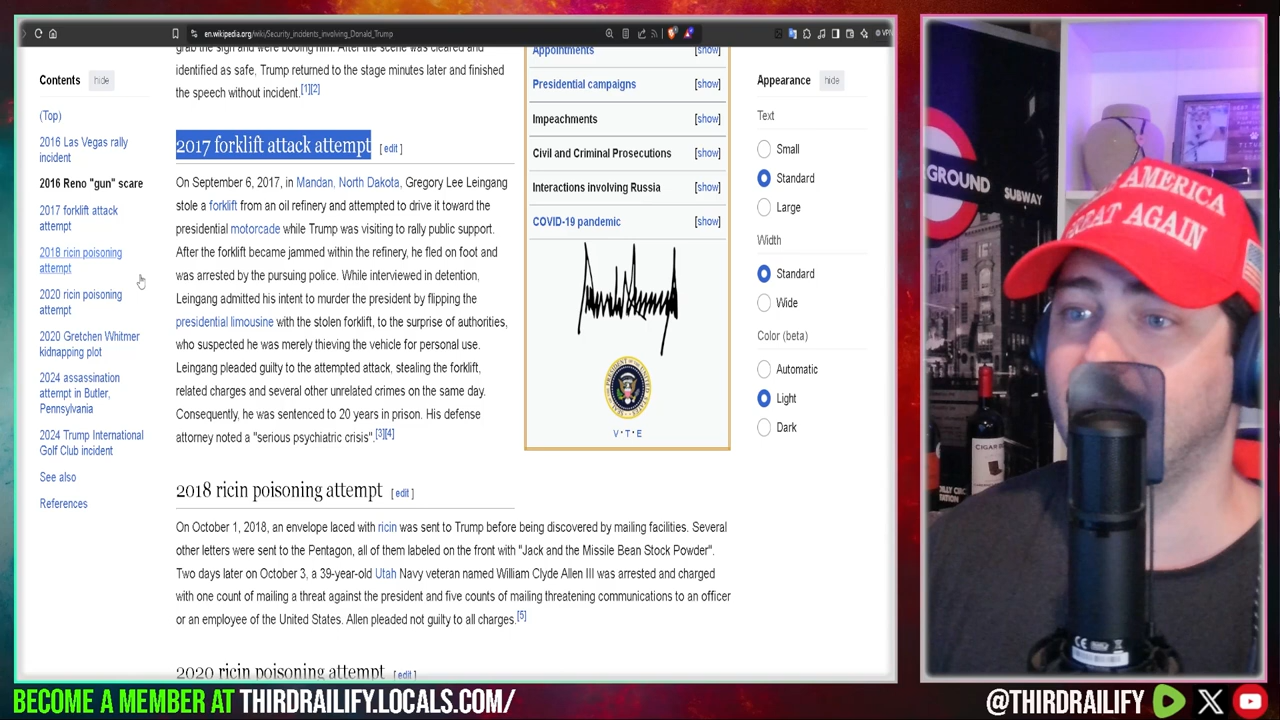 en.wikipedia.org/wiki/Security_incidents_involving_Donald_Trump
VPN
Contents
hide
(Top)
2016 Las Vegas rally
incident
2016 Reno "gun" scare
2017 forklift attack
attempt
2018 ricin poisoning
attempt
2020 ricin poisoning
attempt
2020 Gretchen Whitmer
kidnapping plot
2024 assassination
attempt in Butler,
Pennsylvania
2024 Trump International
Golf Club incident
See also
References
grab the sign and were booing him. After the scene was cleared and
identified as safe, Trump returned to the stage minutes later and finished
the speech without incident.[1][2]
2017 forklift attack attempt [ edit ]
On September 6, 2017, in Mandan, North Dakota, Gregory Lee Leingang
stole a forklift from an oil refinery and attempted to drive it toward the
presidential motorcade while Trump was visiting to rally public support.
After the forklift became jammed within the refinery, he fled on foot and
was arrested by the pursuing police. While interviewed in detention,
Leingang admitted his intent to murder the president by flipping the
presidential limousine with the stolen forklift, to the surprise of authorities,
who suspected he was merely thieving the vehicle for personal use.
Leingang pleaded guilty to the attempted attack, stealing the forklift,
related charges and several other unrelated crimes on the same day.
Consequently, he was sentenced to 20 years in prison. His defense
attorney noted a "serious psychiatric crisis".[3][4]
2018 ricin poisoning attempt [ edit ]
On October 1, 2018, an envelope laced with ricin was sent to Trump before being discovered by mailing facilities. Several
other letters were sent to the Pentagon, all of them labeled on the front with "Jack and the Missile Bean Stock Powder".
Two days later on October 3, a 39-year-old Utah Navy veteran named William Clyde Allen III was arrested and charged
with one count of mailing a threat against the president and five counts of mailing threatening communications to an officer
or an employee of the United States. Allen pleaded not guilty to all charges.[5]
2020 ricin poisoning attempt [ edit ]
Appointments [show]
Presidential campaigns [show]
Impeachments [show]
Civil and Criminal Prosecutions [show]
Interactions involving Russia [show]
COVID-19 pandemic [show]
V · T · E
Appearance
hide
Text
Small
Standard
Large
Width
Standard
Wide
Color (beta)
Automatic
Light
Dark
GROUND
SUBWAY
AMERICA
GREAT AGAIN
CIGAR
STATION
CE
BECOME A MEMBER AT THIRDRAILIFY.LOCALS.COM/
@THIRDRAILIFY